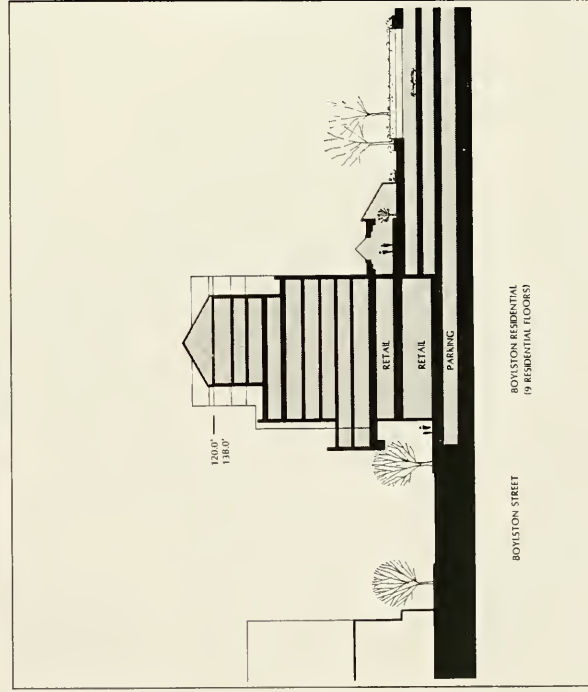 120.0'
138.0'
RETAIL
RETAIL
PARKING
BOYLSTON STREET
BOYLSTON RESIDENTIAL
(9 RESIDENTIAL FLOORS)